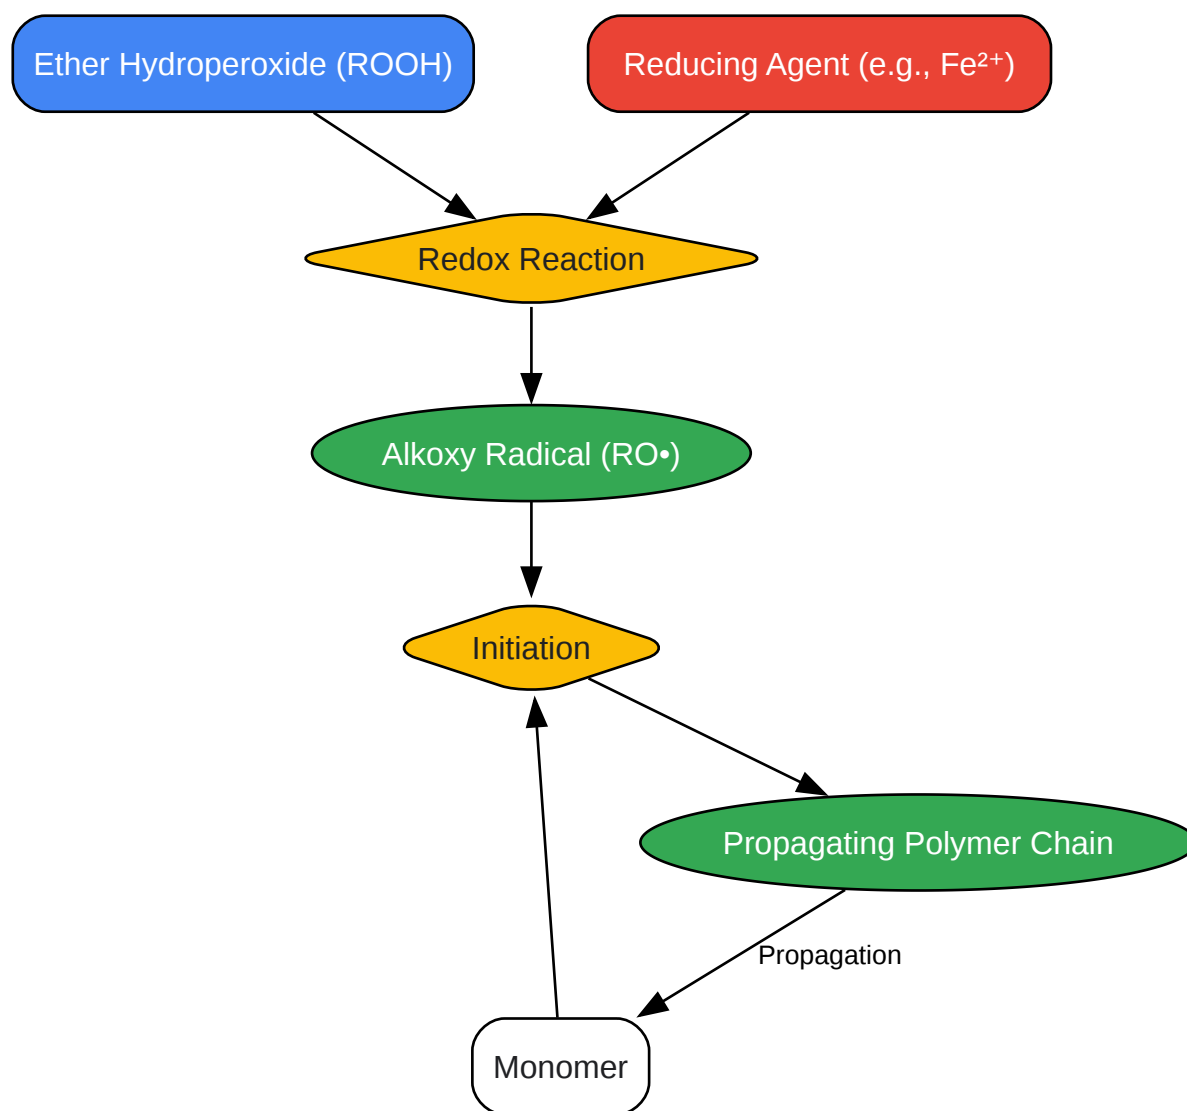 Ether Hydroperoxide (ROOH)
Reducing Agent (e.g., Fe²⁺)
Redox Reaction
Alkoxy Radical (RO•)
Initiation
Propagating Polymer Chain
Propagation
Monomer